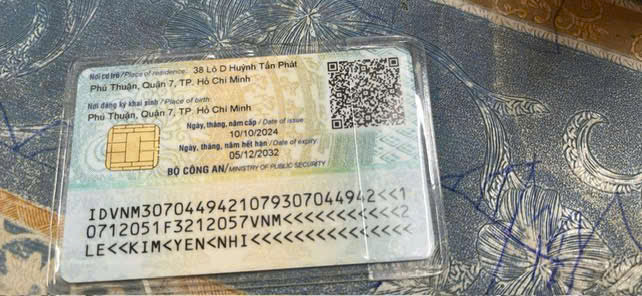 Nơi cư trú / Place of residence: 38 Lô D Huỳnh Tấn Phát
Phú Thuận, Quận 7, TP. Hồ Chí Minh
Nơi đăng ký khai sinh / Place of birth
Phú Thuận, Quận 7, TP. Hồ Chí Minh
Ngày, tháng, năm cấp / Date of issue
10/10/2024
Ngày, tháng, năm hết hạn / Date of expiry
05/12/2032
BỘ CÔNG AN / MINISTRY OF PUBLIC SECURITY
IDVNM3070449421079307044942<<1
0712051F3212057VNM<<<<<<<<<<<2
LE<<KIM<YEN<NHI<<<<<<<<<<<<<<<